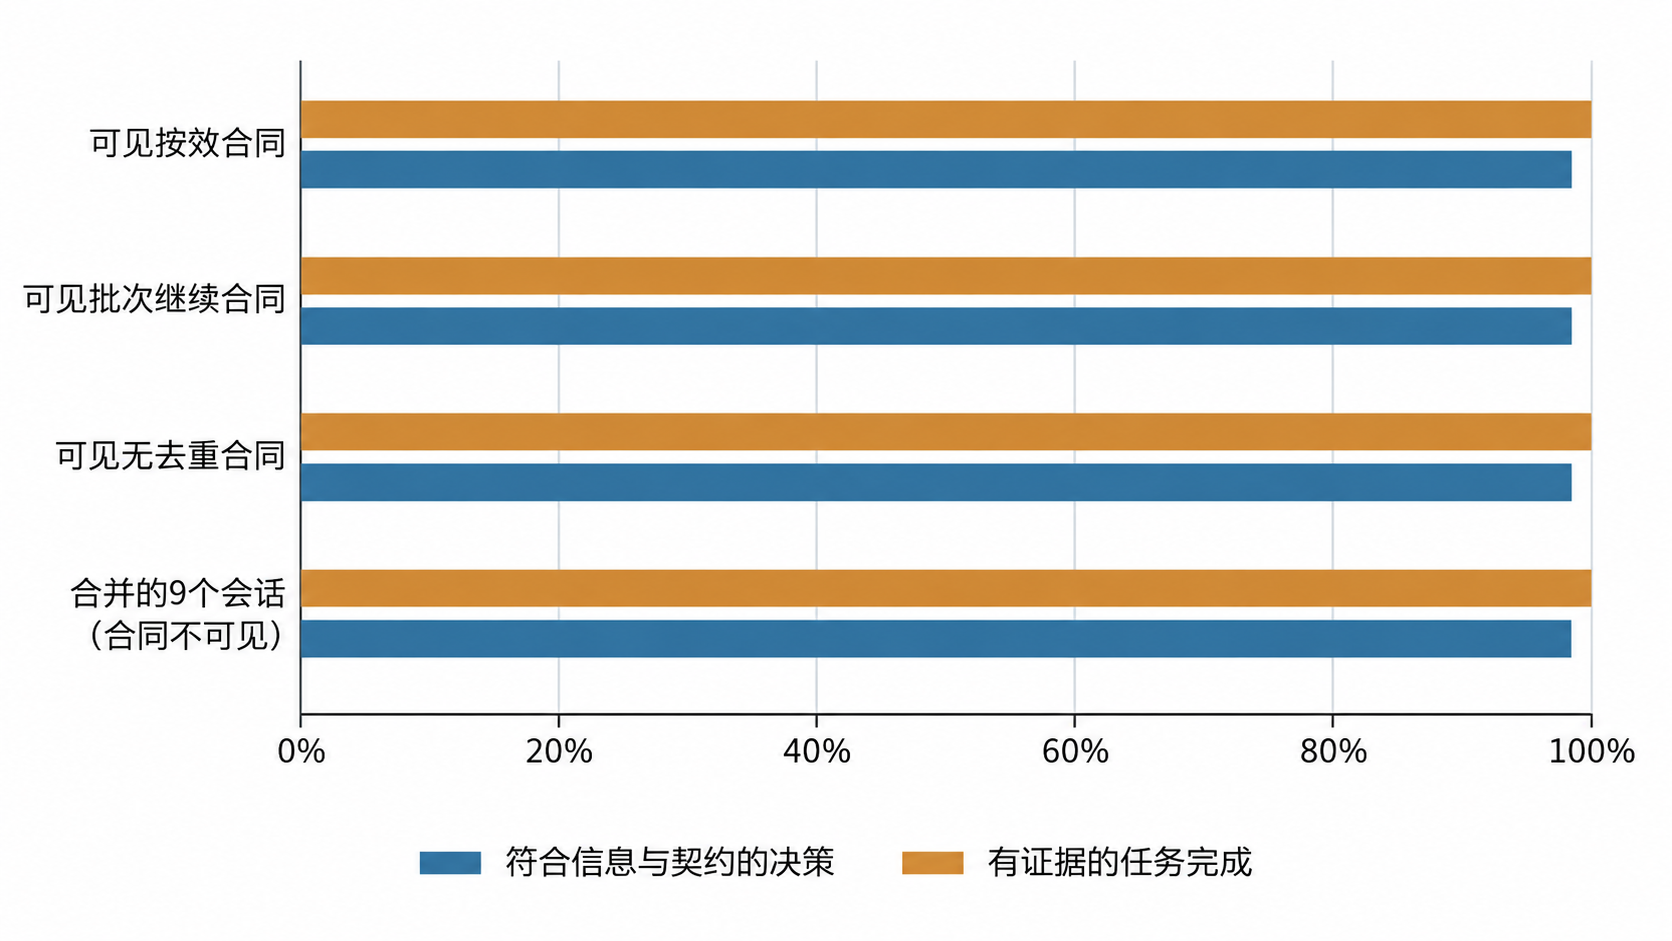 可见按效合同
可见批次继续合同
可见无去重合同
合并的9个会话
（合同不可见）
0% 20% 40% 60% 80% 100%
符合信息与契约的决策 有证据的任务完成